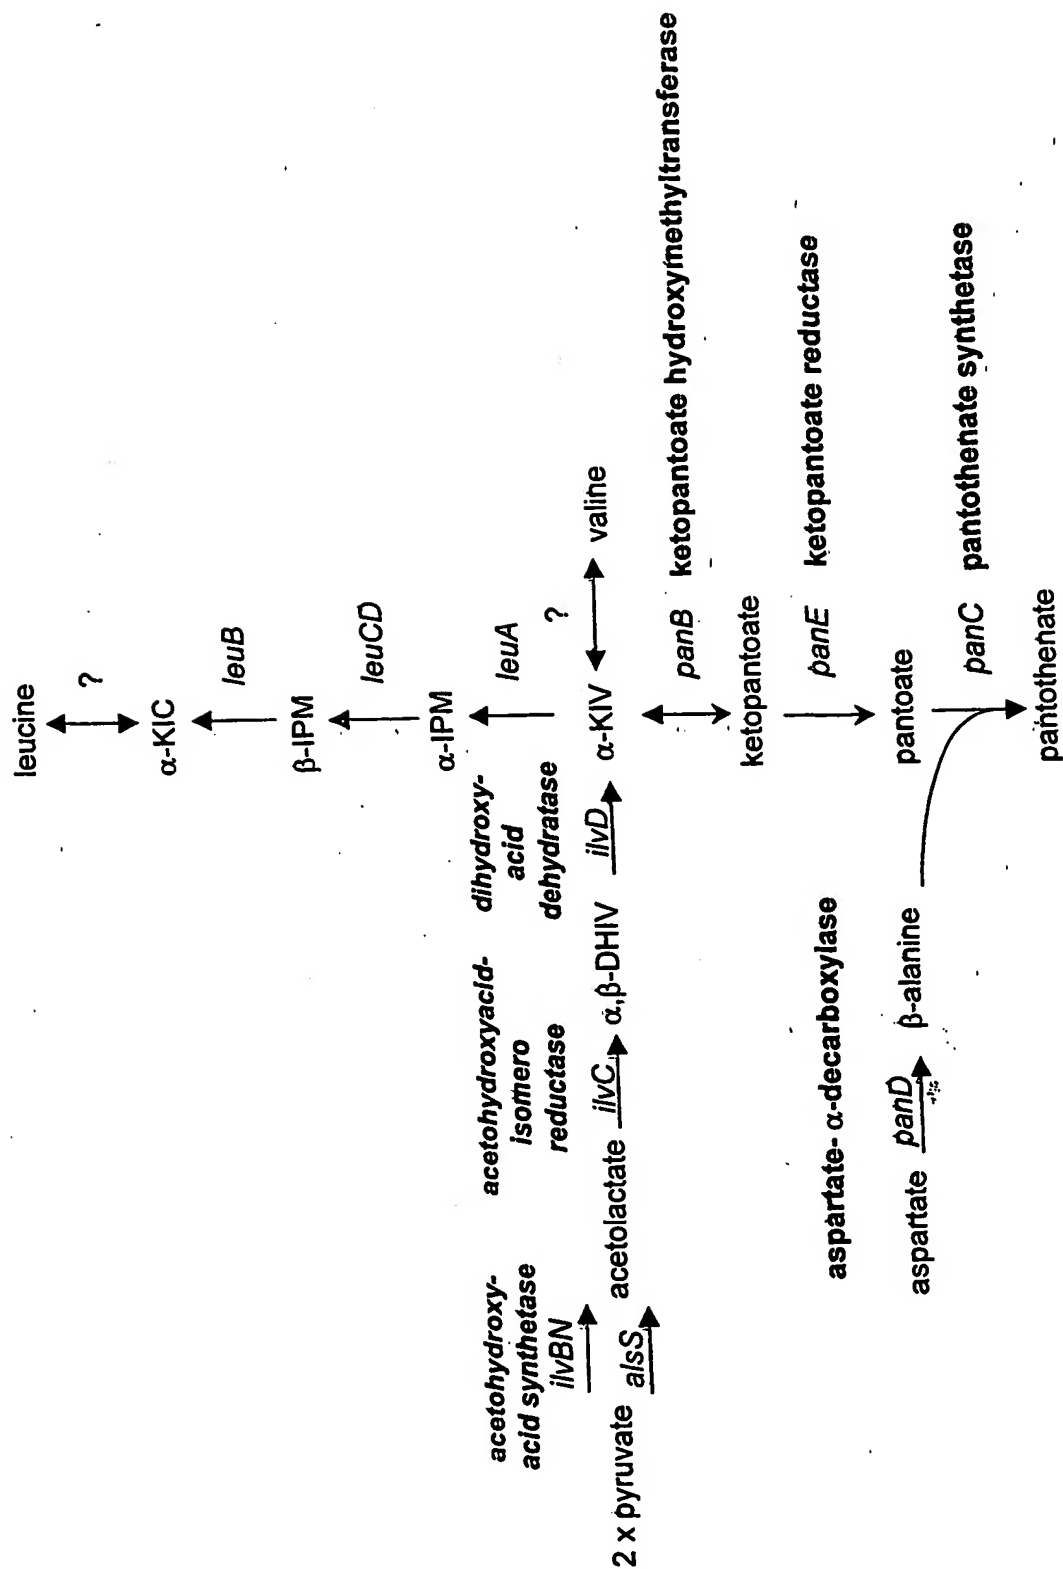 leucine
?
α-KIC
leuB
β-IPM
leuCD
α-IPM
leuA
acetohydroxy-
acid synthetase
ilvBN
acetohydroxyacid-
isomero
reductase
dihydroxy-
acid
dehydratase
?
2 x pyruvate alsS acetolactate ilvC α,β-DHIV ilvD α-KIV valine
panB ketopantoate hydroxymethyltransferase
ketopantoate
panE ketopantoate reductase
aspartate- α-decarboxylase
aspartate panD β-alanine pantoate
panC pantothenate synthetase
pantothenate